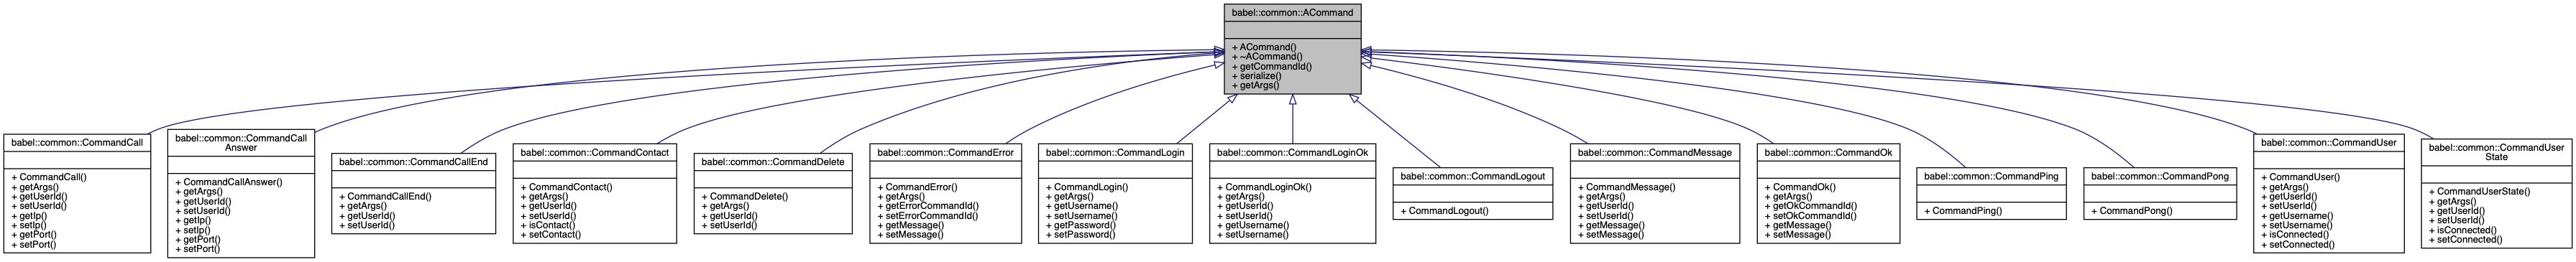 babel::common::ACommand
+ ACommand()
+ ~ACommand()
+ getCommandId()
+ serialize()
+ getArgs()
babel::common::CommandCall
+ CommandCall()
+ getArgs()
+ getUserId()
+ setUserId()
+ getIp()
+ setIp()
+ getPort()
+ setPort()
babel::common::CommandCall
Answer
+ CommandCallAnswer()
+ getArgs()
+ getUserId()
+ setUserId()
+ getIp()
+ setIp()
+ getPort()
+ setPort()
babel::common::CommandCallEnd
+ CommandCallEnd()
+ getArgs()
+ getUserId()
+ setUserId()
babel::common::CommandContact
+ CommandContact()
+ getArgs()
+ getUserId()
+ setUserId()
+ isContact()
+ setContact()
babel::common::CommandDelete
+ CommandDelete()
+ getArgs()
+ getUserId()
+ setUserId()
babel::common::CommandError
+ CommandError()
+ getArgs()
+ getErrorCommandId()
+ setErrorCommandId()
+ getMessage()
+ setMessage()
babel::common::CommandLogin
+ CommandLogin()
+ getArgs()
+ getUsername()
+ setUsername()
+ getPassword()
+ setPassword()
babel::common::CommandLoginOk
+ CommandLoginOk()
+ getArgs()
+ getUserId()
+ setUserId()
+ getUsername()
+ setUsername()
babel::common::CommandLogout
+ CommandLogout()
babel::common::CommandMessage
+ CommandMessage()
+ getArgs()
+ getUserId()
+ setUserId()
+ getMessage()
+ setMessage()
babel::common::CommandOk
+ CommandOk()
+ getArgs()
+ getOkCommandId()
+ setOkCommandId()
+ getMessage()
+ setMessage()
babel::common::CommandPing
+ CommandPing()
babel::common::CommandPong
+ CommandPong()
babel::common::CommandUser
+ CommandUser()
+ getArgs()
+ getUserId()
+ setUserId()
+ getUsername()
+ setUsername()
+ isConnected()
+ setConnected()
babel::common::CommandUser
State
+ CommandUserState()
+ getArgs()
+ getUserId()
+ setUserId()
+ isConnected()
+ setConnected()